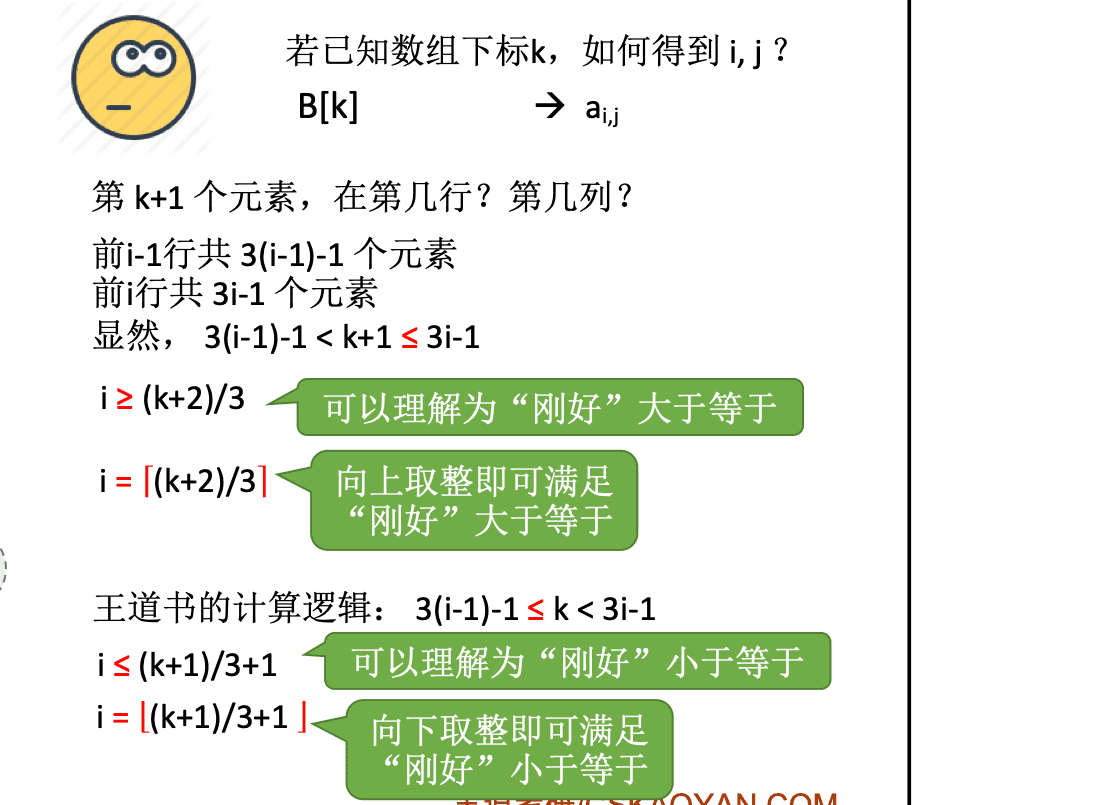 若已知数组下标k，如何得到 i, j ？
B[k] → ai,j
第 k+1 个元素，在第几行？第几列？
前i-1行共 3(i-1)-1 个元素
前i行共 3i-1 个元素
显然， 3(i-1)-1 < k+1 ≤ 3i-1
i ≥ (k+2)/3
可以理解为“刚好”大于等于
i = ⌈(k+2)/3⌉
向上取整即可满足
“刚好”大于等于
王道书的计算逻辑： 3(i-1)-1 ≤ k < 3i-1
i ≤ (k+1)/3+1
可以理解为“刚好”小于等于
i = ⌊(k+1)/3+1 ⌋
向下取整即可满足
“刚好”小于等于
KAOYAN.COM